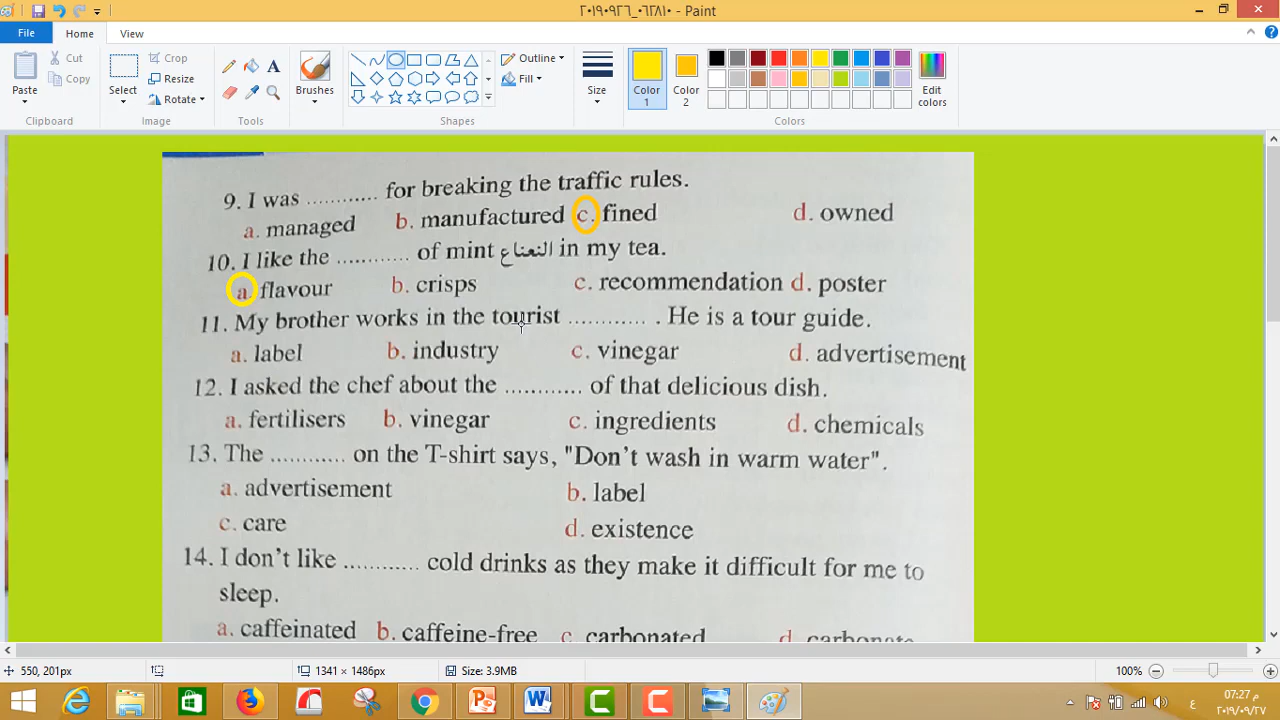 ٢٠١٩٠٩٢٦_٠٦٢٨١٠ - Paint
File Home View
Paste Cut Copy Select Crop Resize Rotate Brushes Outline Fill Size Color 1 Color 2 Edit colors
Clipboard Image Tools Shapes Colors
9. I was ............ for breaking the traffic rules.
a. managed b. manufactured c. fined d. owned
10. I like the ............ of mint النعناع in my tea.
a. flavour b. crisps c. recommendation d. poster
11. My brother works in the tourist ............ . He is a tour guide.
a. label b. industry c. vinegar d. advertisement
12. I asked the chef about the ............ of that delicious dish.
a. fertilisers b. vinegar c. ingredients d. chemicals
13. The ............ on the T-shirt says, "Don't wash in warm water".
a. advertisement b. label
c. care d. existence
14. I don't like ............ cold drinks as they make it difficult for me to
sleep.
a. caffeinated b. caffeine-free c. carbonated d. carbonate
550, 201px 1341 × 1486px Size: 3.9MB 100%
ع 07:27 م
٢٠١٩/٠٩/٢٧